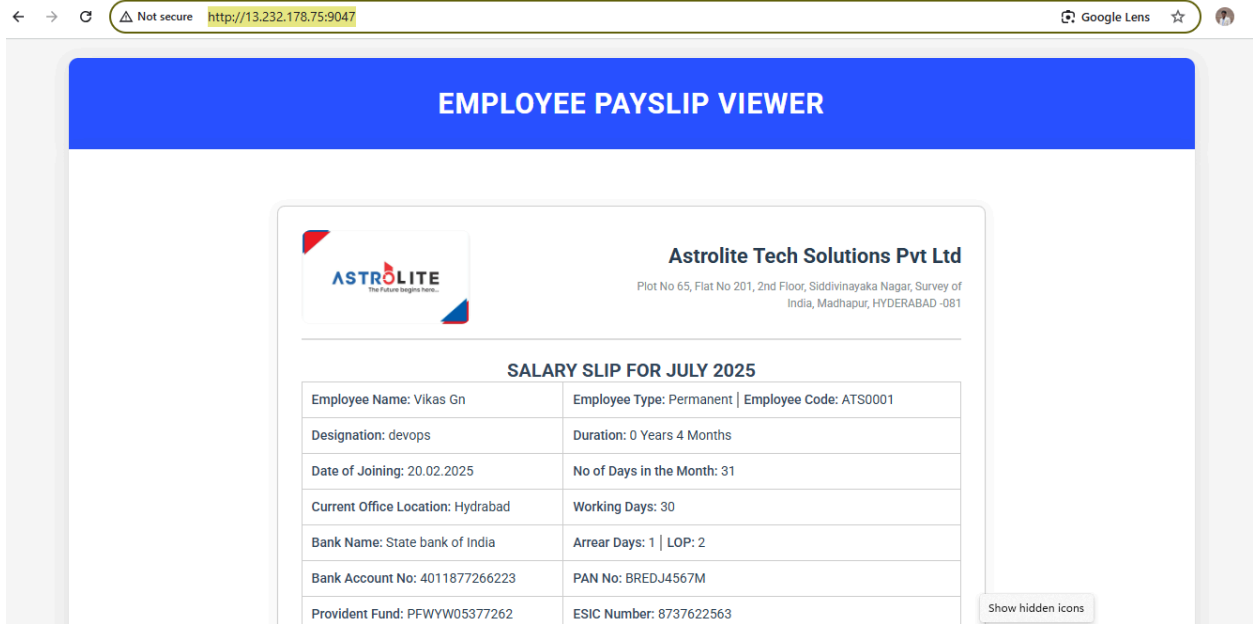 Not secure http://13.232.178.75:9047 Google Lens
EMPLOYEE PAYSLIP VIEWER
ASTROLITE
The Future begins here...
Astrolite Tech Solutions Pvt Ltd
Plot No 65, Flat No 201, 2nd Floor, Siddivinayaka Nagar, Survey of
India, Madhapur, HYDERABAD -081
SALARY SLIP FOR JULY 2025
Employee Name: Vikas Gn Employee Type: Permanent | Employee Code: ATS0001
Designation: devops Duration: 0 Years 4 Months
Date of Joining: 20.02.2025 No of Days in the Month: 31
Current Office Location: Hydrabad Working Days: 30
Bank Name: State bank of India Arrear Days: 1 | LOP: 2
Bank Account No: 4011877266223 PAN No: BREDJ4567M
Provident Fund: PFWYW05377262 ESIC Number: 8737622563
Show hidden icons